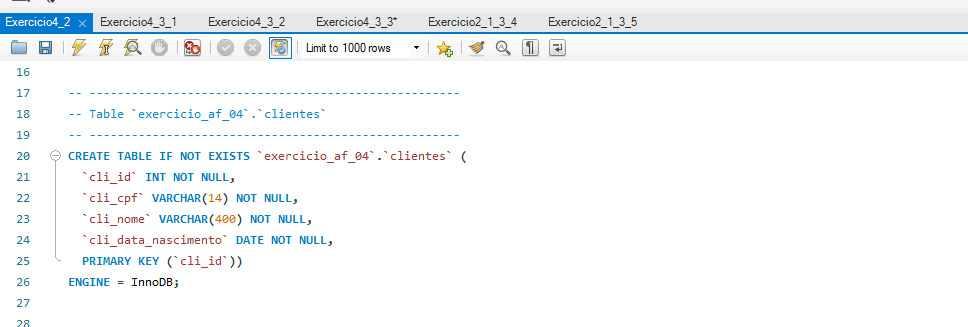 Exercicio4_2 × Exercicio4_3_1 Exercicio4_3_2 Exercicio4_3_3* Exercicio2_1_3_4 Exercicio2_1_3_5
Limit to 1000 rows
16
17 -- -----------------------------------------------------
18 -- Table `exercicio_af_04`.`clientes`
19 -- -----------------------------------------------------
20 CREATE TABLE IF NOT EXISTS `exercicio_af_04`.`clientes` (
21 `cli_id` INT NOT NULL,
22 `cli_cpf` VARCHAR(14) NOT NULL,
23 `cli_nome` VARCHAR(400) NOT NULL,
24 `cli_data_nascimento` DATE NOT NULL,
25 PRIMARY KEY (`cli_id`))
26 ENGINE = InnoDB;
27
28